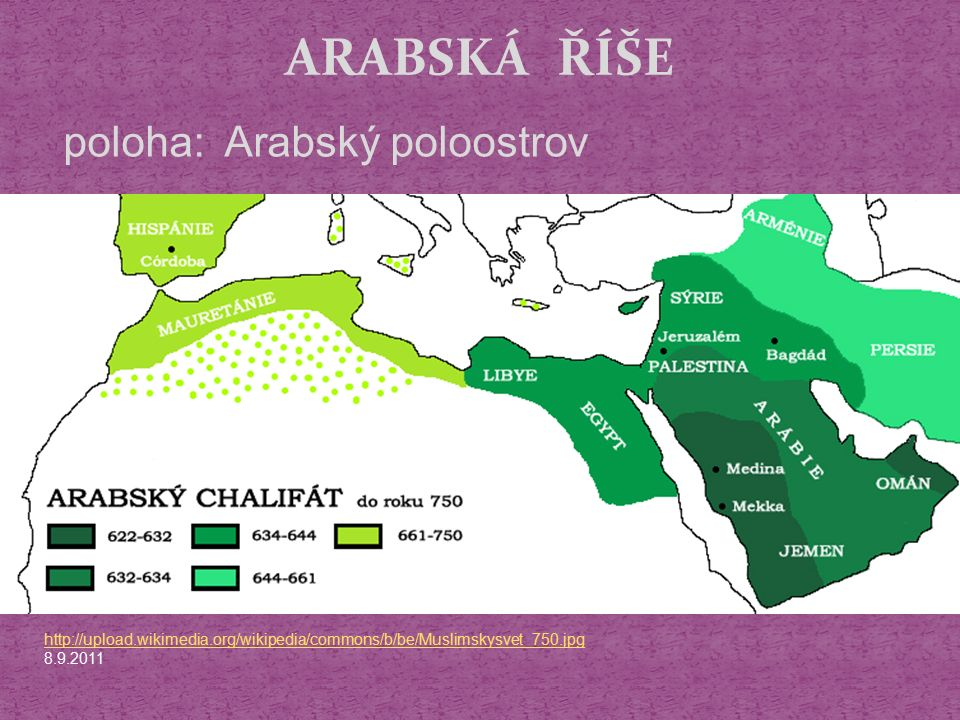 ARABSKÁ ŘÍŠE
poloha: Arabský poloostrov
HISPÁNIE
Córdoba
MAURETÁNIE
ARMÉNIE
SÝRIE
Jeruzalém
Bagdád
PERSIE
PALESTINA
LIBYE
EGYPT
ARÁBIE
Medina
OMÁN
Mekka
JEMEN
ARABSKÝ CHALIFÁT do roku 750
622-632 634-644 661-750
632-634 644-661
http://upload.wikimedia.org/wikipedia/commons/b/be/Muslimskysvet_750.jpg
8.9.2011